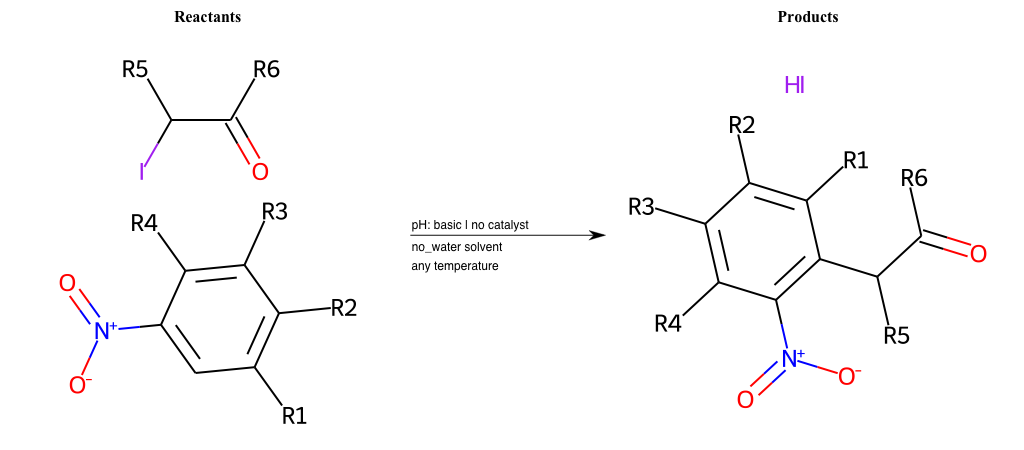 Reactants
Products
R5
R6
I
O
R4
R3
O
N+
R2
O-
R1
pH: basic | no catalyst
no_water solvent
any temperature
HI
R2
R1
R6
R3
O
R4
R5
N+
O-
O